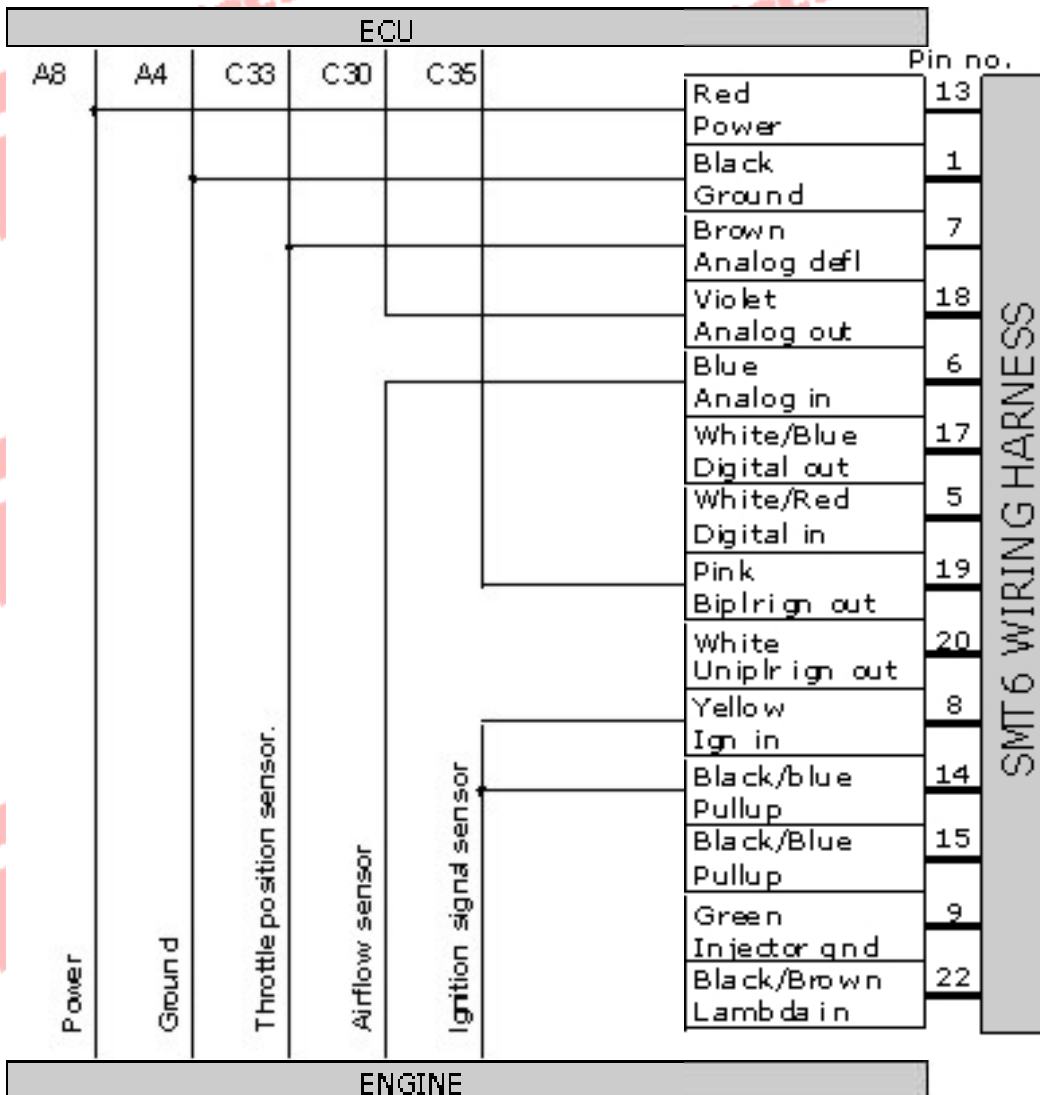 ECU
A8 A4 C33 C30 C35
Pin no.
Red 13
Power
Black 1
Ground
Brown 7
Analog defl
Violet 18
Analog out
Blue 6
Analog in
White/Blue 17
Digital out
White/Red 5
Digital in
Pink 19
Biplrign out
White 20
Uniplrign out
Yellow 8
Ign in
Black/blue 14
Pullup
Black/Blue 15
Pullup
Green 9
Injector gnd
Black/Brown 22
Lambda in
Power
Ground
Throttle position sensor.
Airflow sensor
Ignition signal sensor
SMT6 WIRING HARNESS
ENGINE